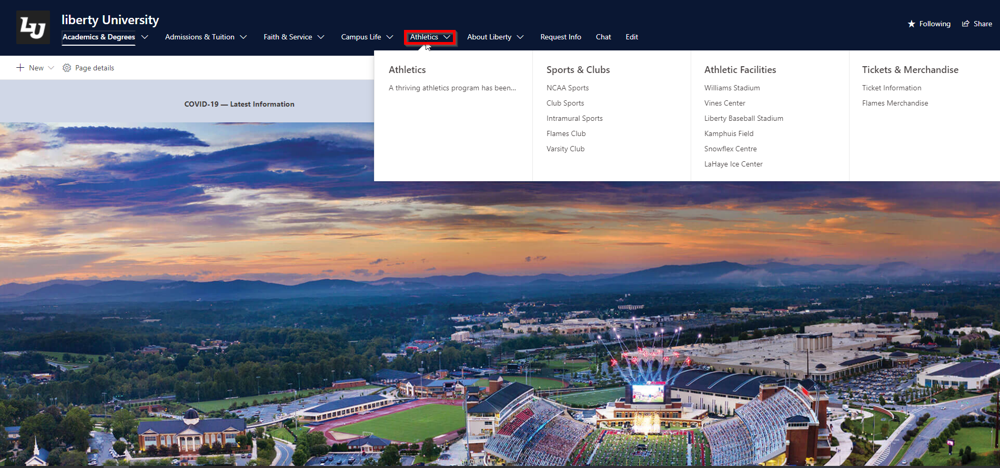 LU
liberty University
Academics & Degrees
Admissions & Tuition
Faith & Service
Campus Life
Athletics
About Liberty
Request Info
Chat
Edit
Following
Share
New
Page details
COVID-19 — Latest Information
Athletics
A thriving athletics program has been...
Sports & Clubs
NCAA Sports
Club Sports
Intramural Sports
Flames Club
Varsity Club
Athletic Facilities
Williams Stadium
Vines Center
Liberty Baseball Stadium
Kamphuis Field
Snowflex Centre
LaHaye Ice Center
Tickets & Merchandise
Ticket Information
Flames Merchandise